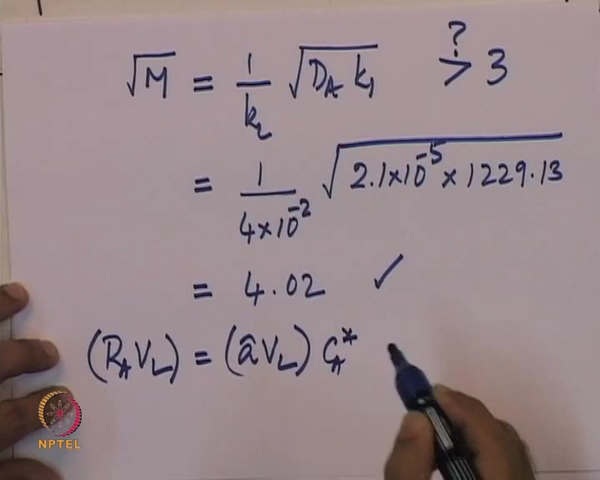 √M = 1/k_L √(D_A k_1) ?> 3
= 1/(4×10^-2) √(2.1×10^-5 × 1229.13)
= 4.02 ✓
(R_A V_L) = (â V_L) C_A*
NPTEL